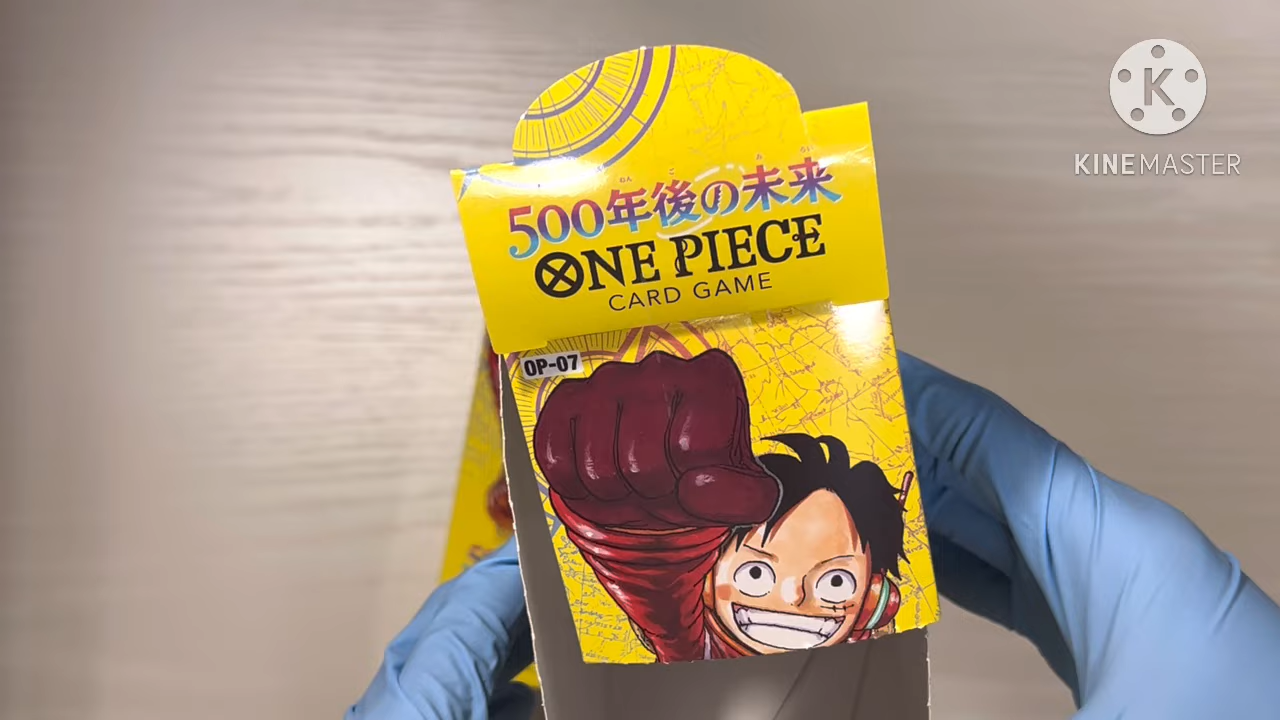 500年後の未来
ONE PIECE
CARD GAME
OP-07
K
KINEMASTER